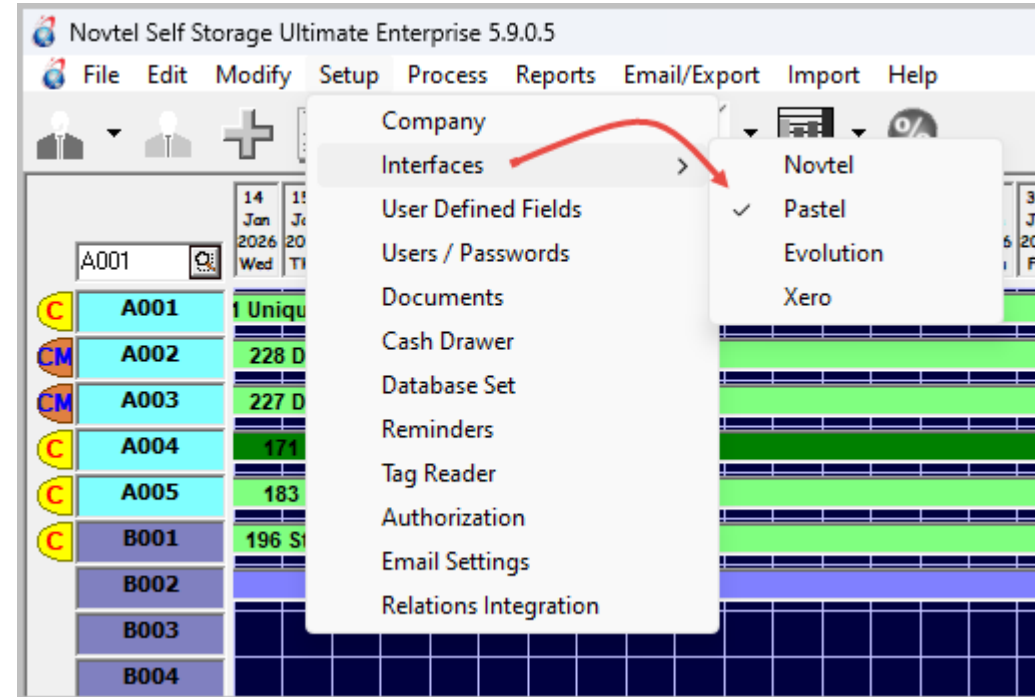 Novtel Self Storage Ultimate Enterprise 5.9.0.5
File Edit Modify Setup Process Reports Email/Export Import Help
Company
Interfaces
User Defined Fields
Users / Passwords
Documents
Cash Drawer
Database Set
Reminders
Tag Reader
Authorization
Email Settings
Relations Integration
Novtel
Pastel
Evolution
Xero
%
14
Jan
2026
Wed
A001
C A001
CM A002 228 D
CM A003 227 D
C A004 171
C A005 183
C B001 196
B002
B003
B004